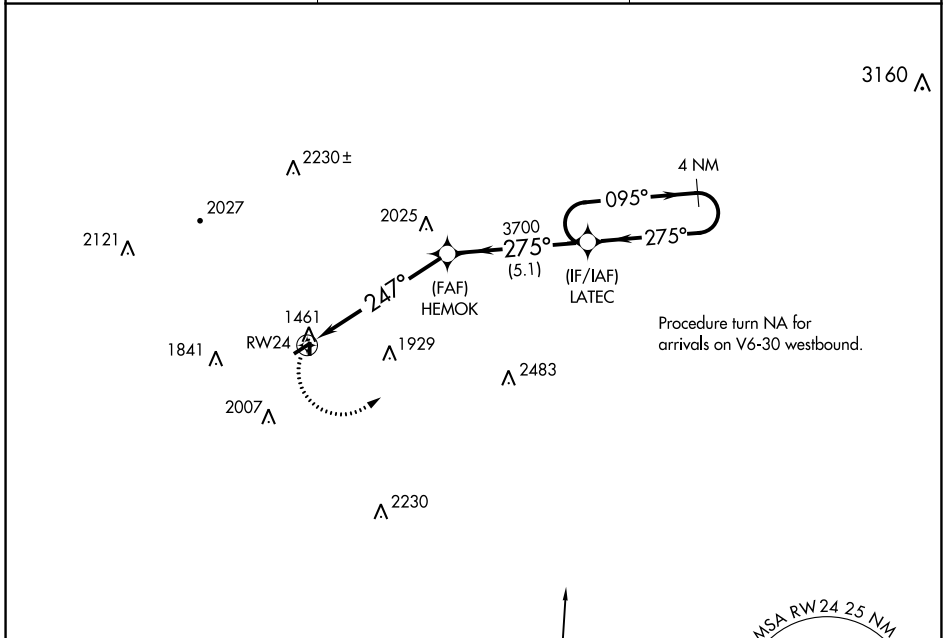 3160
2230±
4 NM
095°
2027
2025
3700
275°
275°
2121
(5.1)
(IF/IAF)
LATEC
(FAF)
HEMOK
247°
1461
RW24
1929
Procedure turn NA for
arrivals on V6-30 westbound.
1841
2483
2007
2230
MSA RW24 25 NM